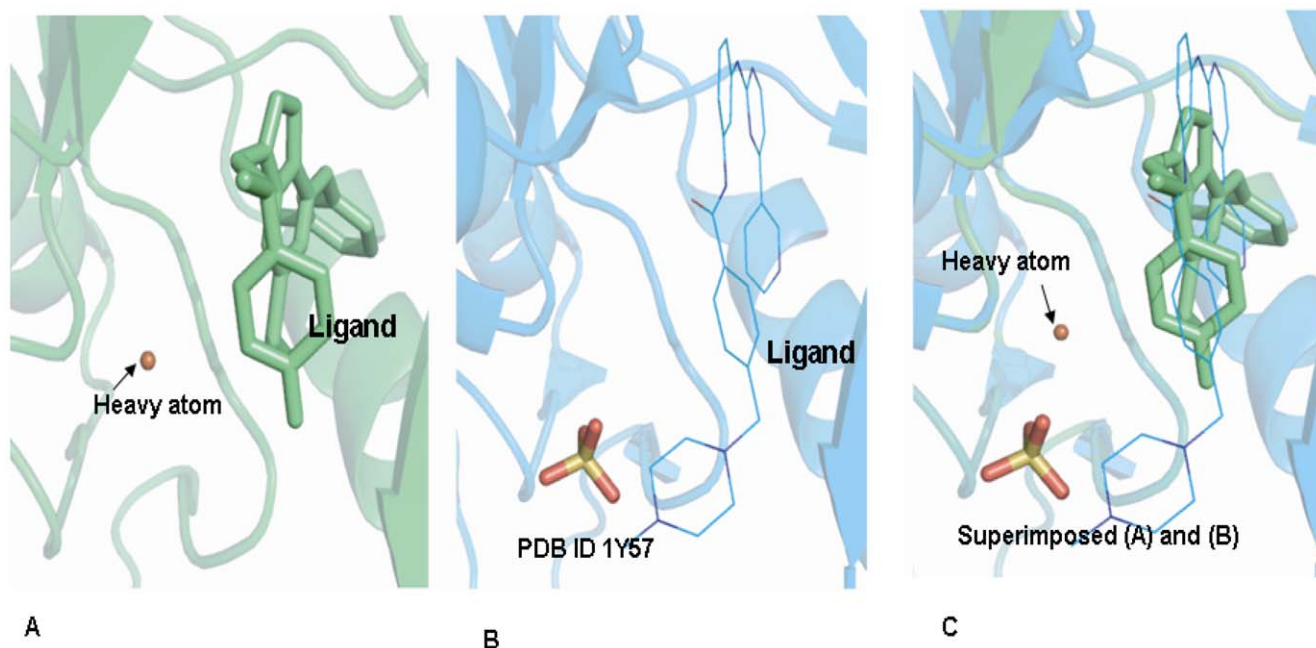 Ligand
Heavy atom
A
Ligand
PDB ID 1Y57
B
Heavy atom
Superimposed (A) and (B)
C